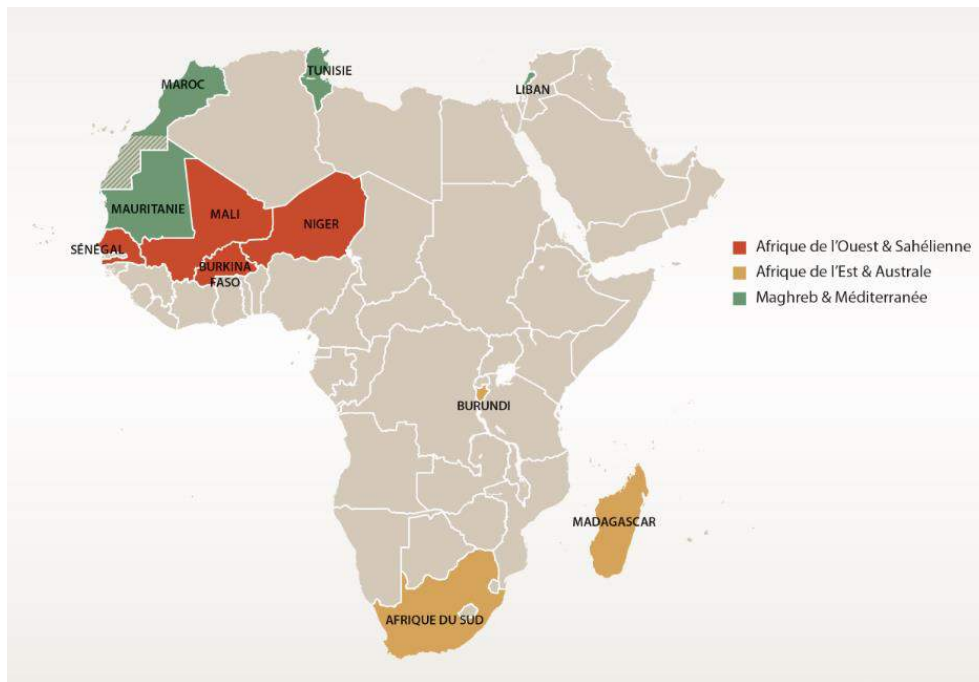 TUNISIE
MAROC
LIBAN
MAURITANIE
MALI
NIGER
SÉNÉGAL
BURKINA
FASO
Afrique de l'Ouest & Sahélienne
Afrique de l'Est & Australe
Maghreb & Méditerranée
BURUNDI
MADAGASCAR
AFRIQUE DU SUD